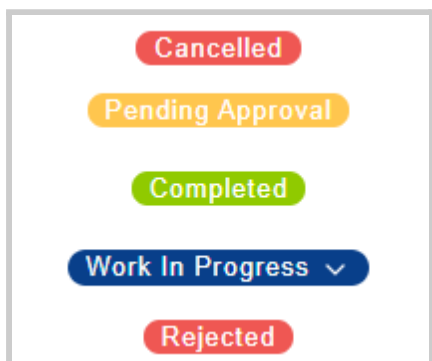 Cancelled
Pending Approval
Completed
Work In Progress
Rejected